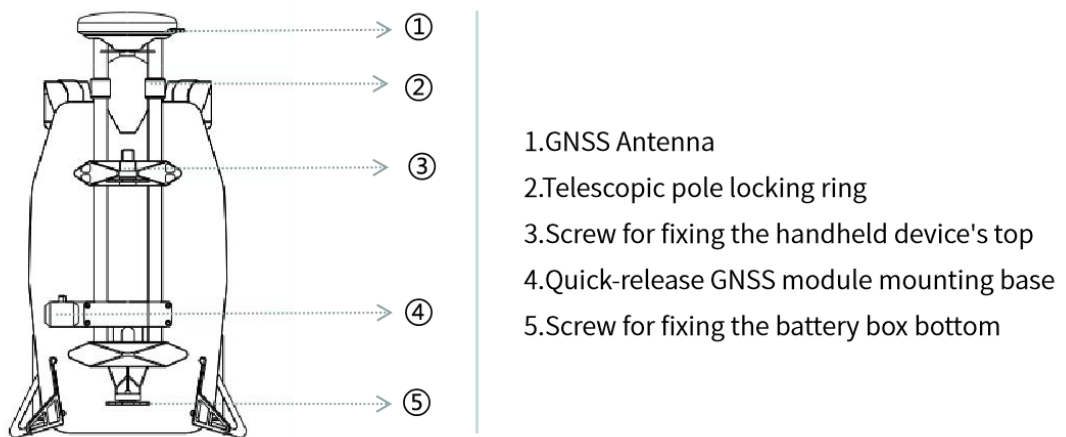 ①
②
③
④
⑤
1.GNSS Antenna
2.Telescopic pole locking ring
3.Screw for fixing the handheld device's top
4.Quick-release GNSS module mounting base
5.Screw for fixing the battery box bottom